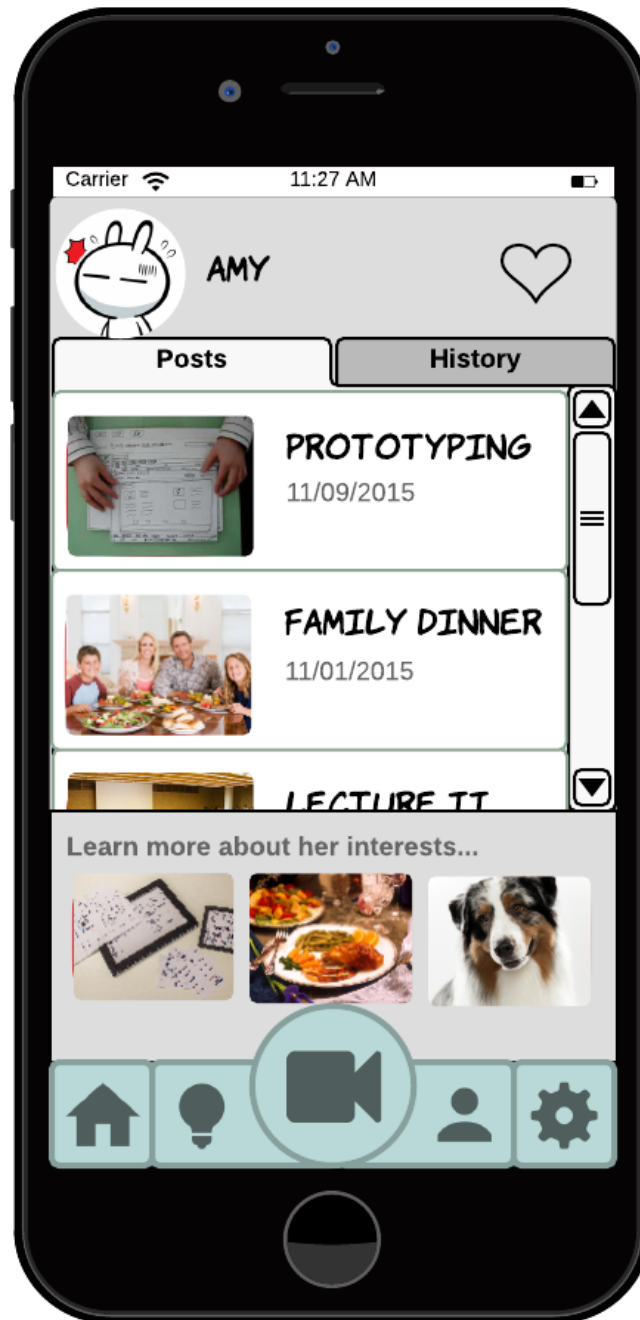 Carrier 11:27 AM
AMY
Posts History
PROTOTYPING
11/09/2015
FAMILY DINNER
11/01/2015
LECTURE
Learn more about her interests...